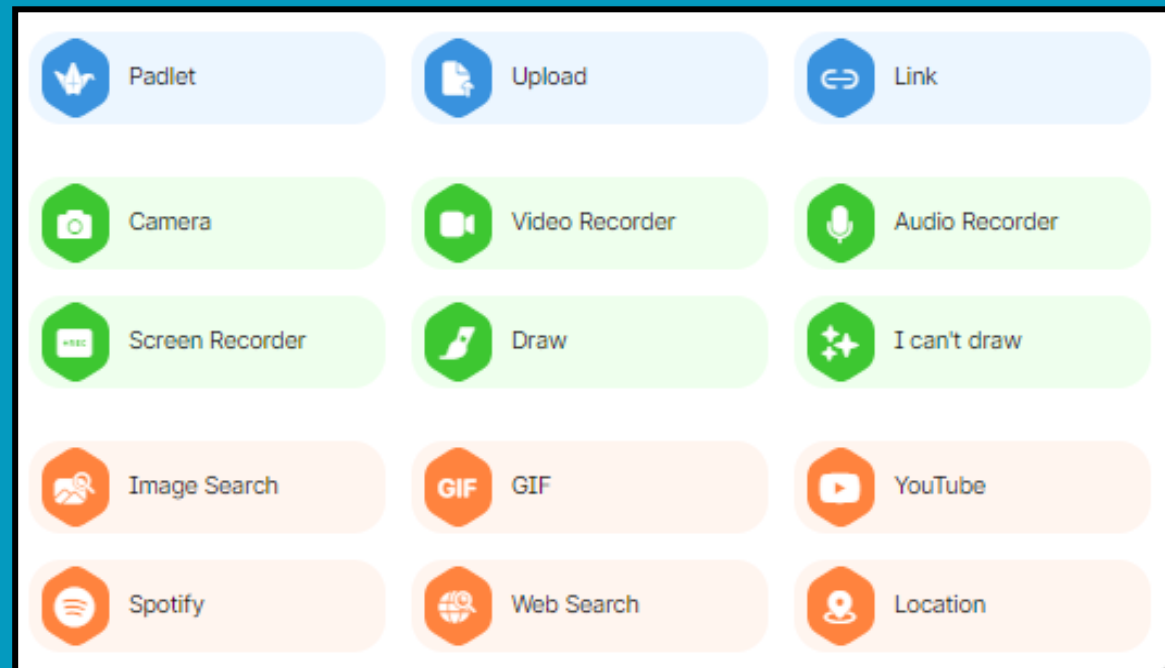 Padlet
Upload
Link
Camera
Video Recorder
Audio Recorder
Screen Recorder
Draw
I can't draw
Image Search
GIF
GIF
YouTube
Spotify
Web Search
Location